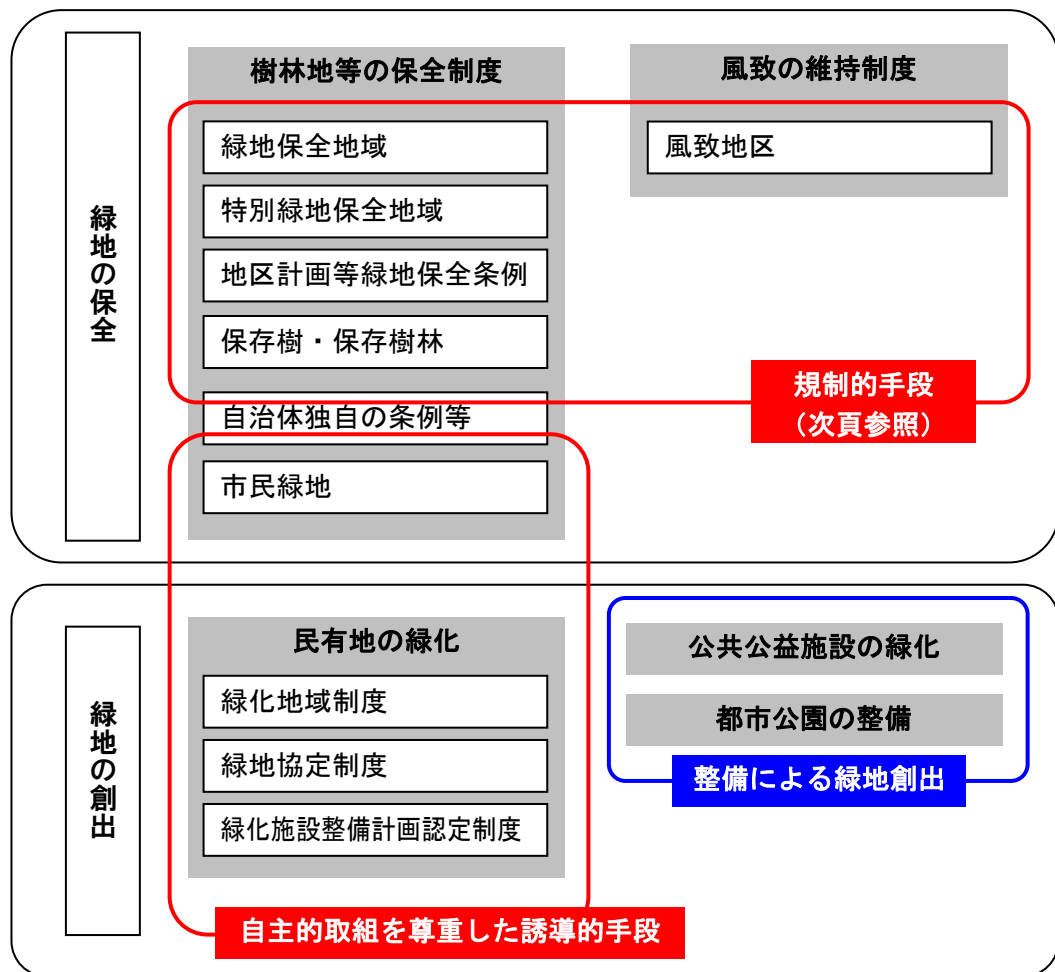 緑地の保全
樹林地等の保全制度
緑地保全地域
特別緑地保全地域
地区計画等緑地保全条例
保存樹・保存樹林
自治体独自の条例等
市民緑地
風致の維持制度
風致地区
規制的手段
（次頁参照）
緑地の創出
民有地の緑化
緑化地域制度
緑地協定制度
緑化施設整備計画認定制度
公共公益施設の緑化
都市公園の整備
整備による緑地創出
自主的取組を尊重した誘導的手段